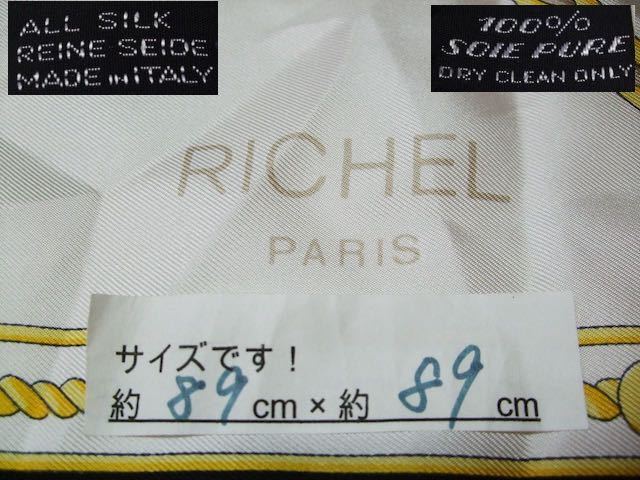 ALL SILK
REINE SEIDE
MADE in ITALY
100%
SOIE PURE
DRY CLEAN ONLY
RICHEL
PARIS
サイズです！
約 89 cm × 約 89 cm